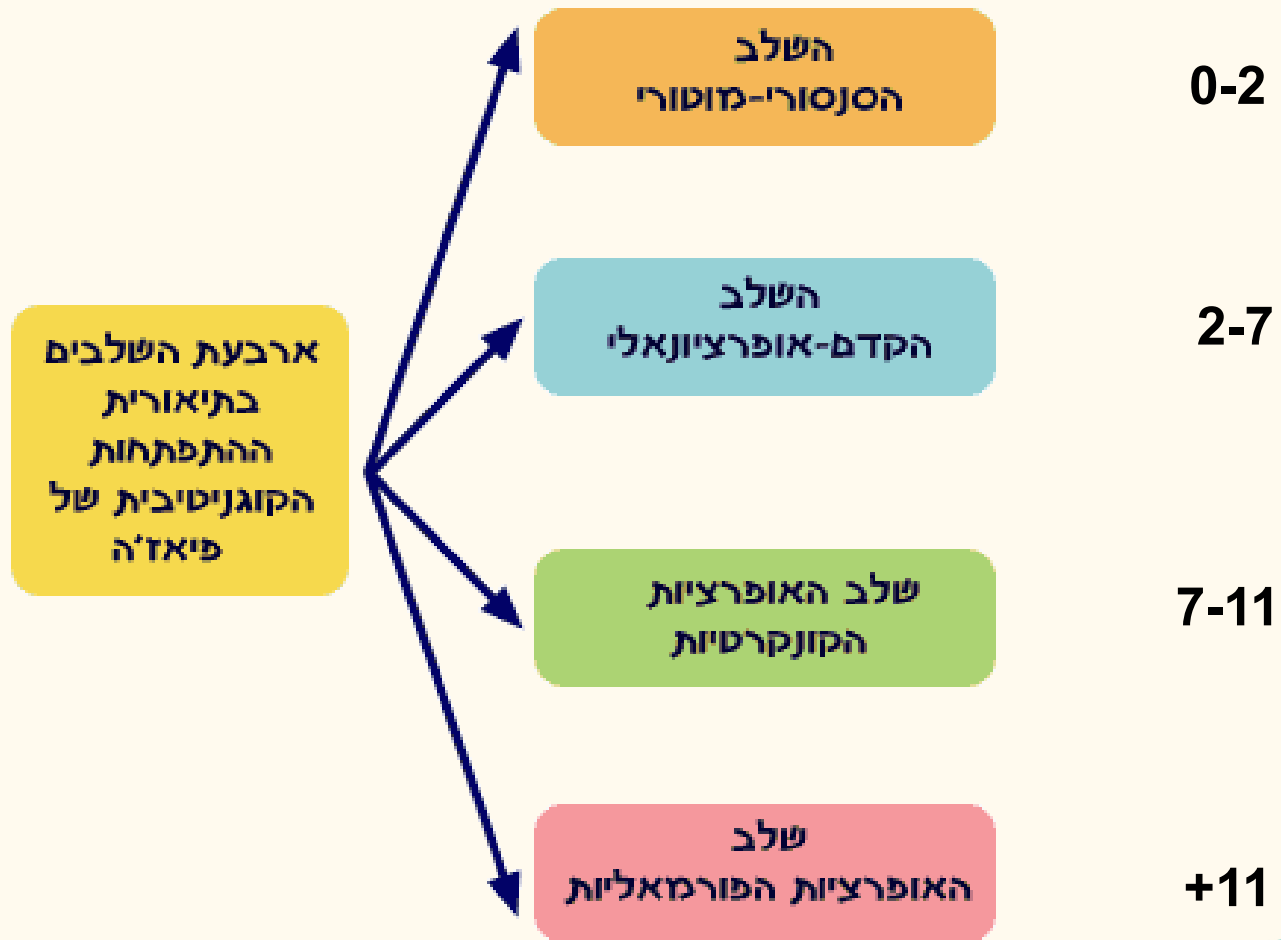 ארבעת השלבים
בתיאורית
ההתפתחות
הקוגניטיבית של
פיאז'ה
השלב
הסנסורי-מוטורי
0-2
השלב
הקדם-אופרציונאלי
2-7
שלב האופרציות
הקונקרטיות
7-11
שלב
האופרציות הפורמאליות
+11